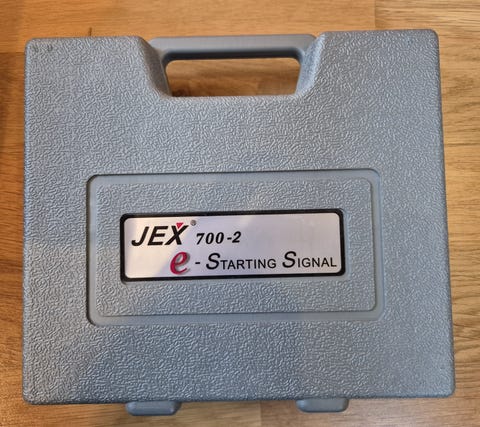 JEX® 700-2
e - STARTING SIGNAL